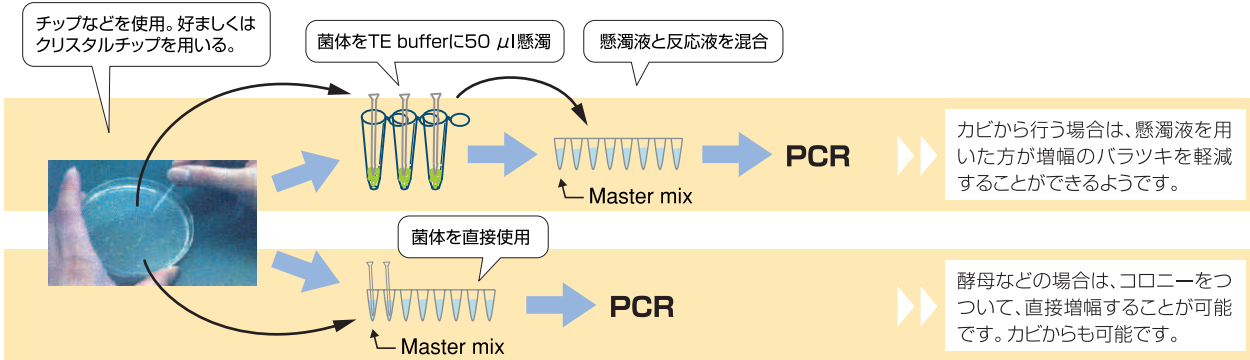 チップなどを使用。好ましくは
クリスタルチップを用いる。
菌体をTE bufferに50 μl懸濁
懸濁液と反応液を混合
Master mix
PCR
カビから行う場合は、懸濁液を用
いた方が増幅のバラツキを軽減
することができるようです。
菌体を直接使用
Master mix
PCR
酵母などの場合は、コロニーをつ
ついて、直接増幅することが可能
です。カビからも可能です。